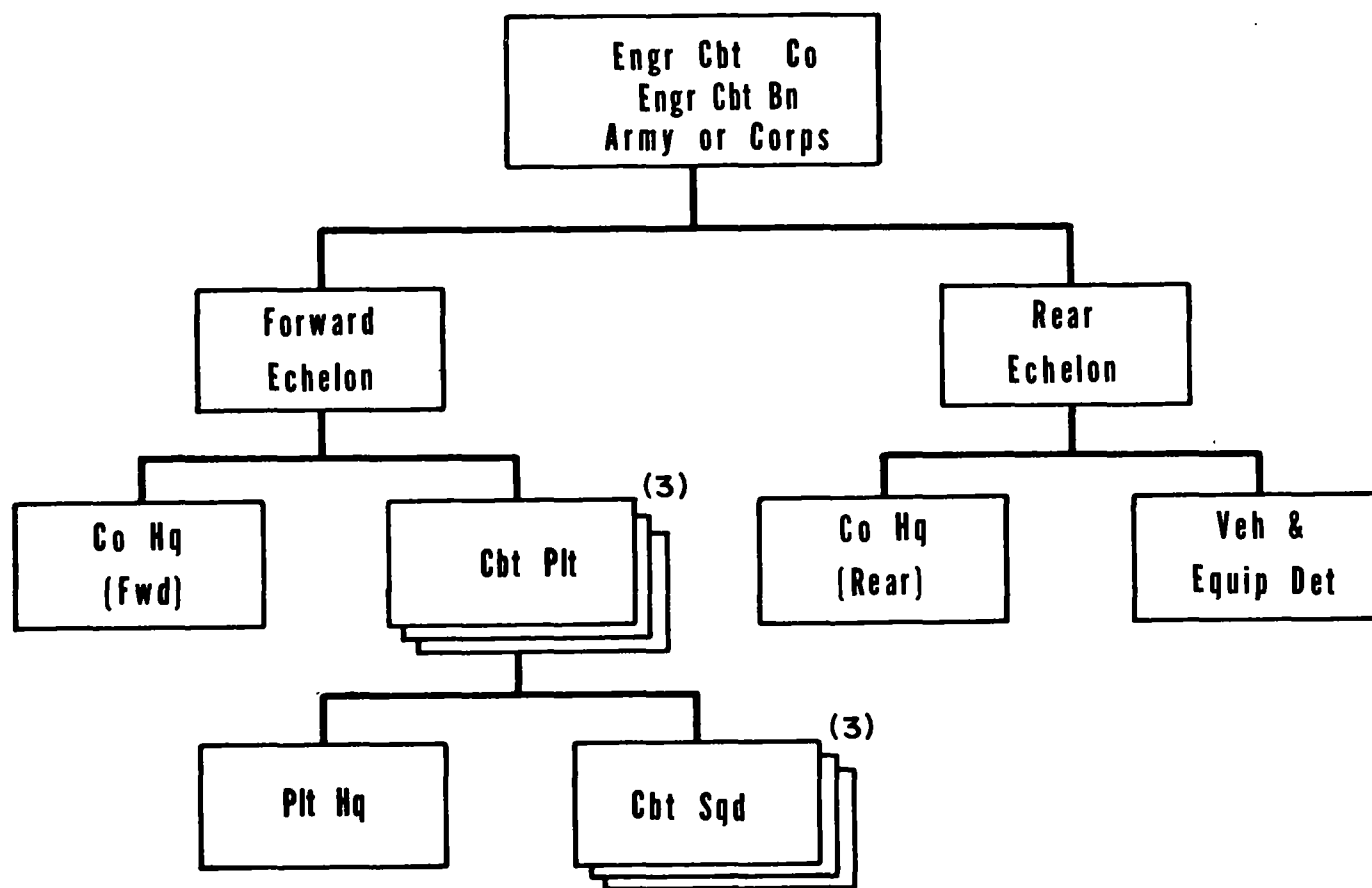 Engr Cbt Co
Engr Cbt Bn
Army or Corps
Forward
Echelon
Rear
Echelon
Co Hq
(Fwd)
(3)
Cbt Plt
Co Hq
(Rear)
Veh &
Equip Det
Plt Hq
(3)
Cbt Sqd